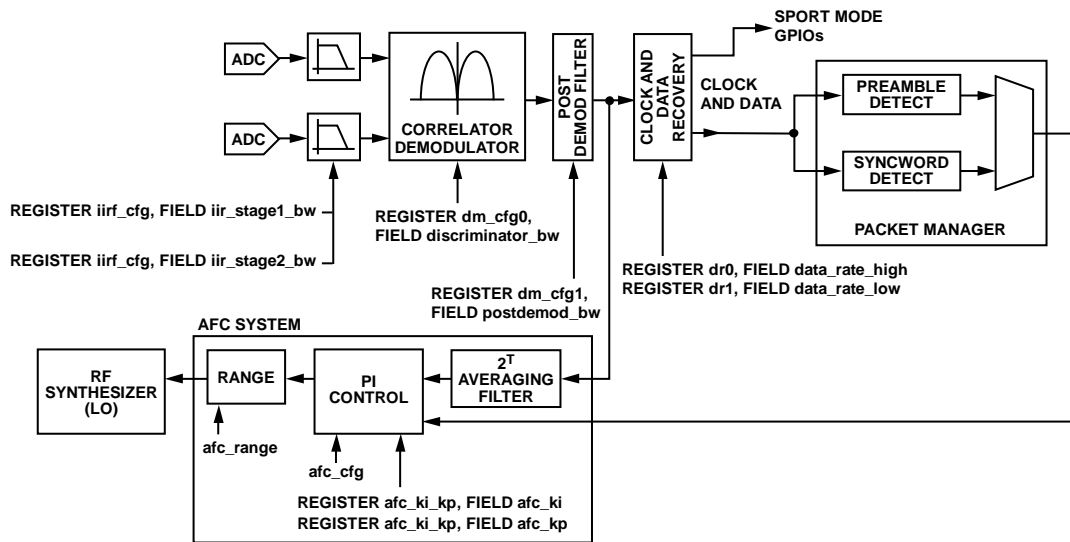 SPORT MODE
GPIOs
ADC
ADC
CORRELATOR
DEMODULATOR
POST
DEMOD FILTER
CLOCK AND
DATA
RECOVERY
CLOCK
AND DATA
PREAMBLE
DETECT
SYNCWORD
DETECT
PACKET MANAGER
REGISTER iirf_cfg, FIELD iir_stage1_bw
REGISTER iirf_cfg, FIELD iir_stage2_bw
REGISTER dm_cfg0,
FIELD discriminator_bw
REGISTER dm_cfg1,
FIELD postdemod_bw
REGISTER dr0, FIELD data_rate_high
REGISTER dr1, FIELD data_rate_low
AFC SYSTEM
RF
SYNTHESIZER
(LO)
RANGE
PI
CONTROL
2T
AVERAGING
FILTER
afc_range
afc_cfg
REGISTER afc_ki_kp, FIELD afc_ki
REGISTER afc_ki_kp, FIELD afc_kp